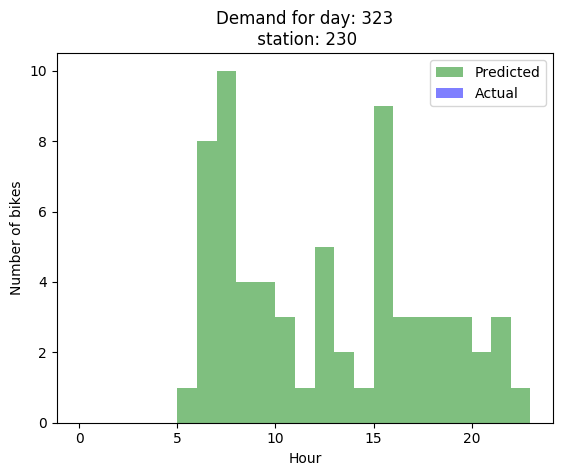 Demand for day: 323
station: 230
Predicted
Actual
Number of bikes
10
8
6
4
2
0
0 5 10 15 20
Hour